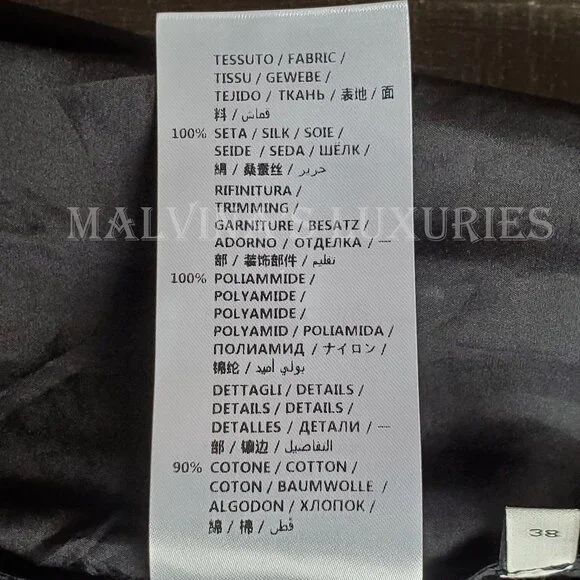 TESSUTO / FABRIC /
TISSU / GEWEBE /
TEJIDO / ТКАНЬ / 表地 / 面
料 / قماش /
100% SETA / SILK / SOIE /
SEIDE / SEDA / ШЁЛК /
絹 / 桑蚕丝 / حرير /
RIFINITURA /
TRIMMING /
GARNITURE / BESATZ /
ADORNO / ОТДЕЛКА / 一
部 / 装饰部件 / تقليم /
100% POLIAMMIDE /
POLYAMIDE /
POLYAMIDE /
POLYAMID / POLIAMIDA /
ПОЛИАМИД / ナイロン /
锦纶 / بولي أميد /
DETTAGLI / DETAILS /
DETAILS / DETAILS /
DETALLES / ДЕТАЛИ / 一
部 / 镶边 / التفاصيل /
90% COTONE / COTTON /
COTON / BAUMWOLLE /
ALGODON / ХЛОПОК /
綿 / 棉 / قطن /
38